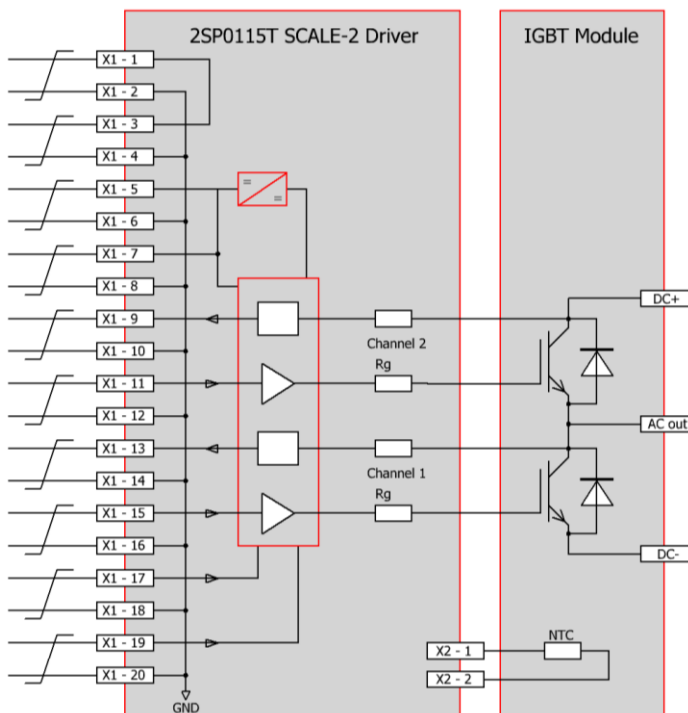 2SP0115T SCALE-2 Driver
IGBT Module
X1 - 1
X1 - 2
X1 - 3
X1 - 4
X1 - 5
X1 - 6
X1 - 7
X1 - 8
X1 - 9
X1 - 10
X1 - 11
X1 - 12
X1 - 13
X1 - 14
X1 - 15
X1 - 16
X1 - 17
X1 - 18
X1 - 19
X1 - 20
GND
=
=
Channel 2
Rg
Channel 1
Rg
DC+
AC out
DC-
X2 - 1
X2 - 2
NTC